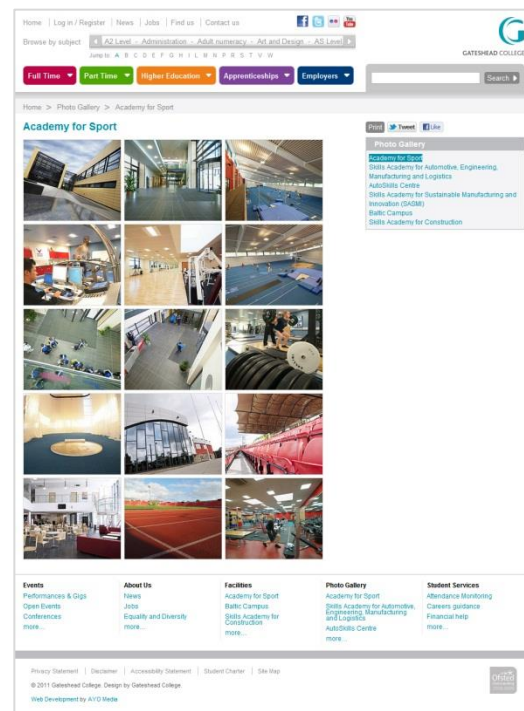 Home | Log in / Register | News | Jobs | Find us | Contact us
Browse by subject A2 Level - Administration - Adult numeracy - Art and Design - AS Level
Jump to A B C D E F G H I L M N P R S T V W
GATESHEAD COLLEGE
Full Time Part Time Higher Education Apprenticeships Employers Search
Home > Photo Gallery > Academy for Sport
Academy for Sport
Print Tweet Like
Photo Gallery
Academy for Sport
Skills Academy for Automotive, Engineering,
Manufacturing and Logistics
AutoSkills Centre
Skills Academy for Sustainable Manufacturing and
Innovation (SASMI)
Baltic Campus
Skills Academy for Construction
Events
Performances & Gigs
Open Events
Conferences
more...
About Us
News
Jobs
Equality and Diversity
more...
Facilities
Academy for Sport
Baltic Campus
Skills Academy for
Construction
more...
Photo Gallery
Academy for Sport
Skills Academy for Automotive,
Engineering, Manufacturing
and Logistics
AutoSkills Centre
more...
Student Services
Attendance Monitoring
Careers guidance
Financial help
more...
Privacy Statement | Disclaimer | Accessibility Statement | Student Charter | Site Map
© 2011 Gateshead College. Design by Gateshead College.
Web Development by AYO Media
Ofsted